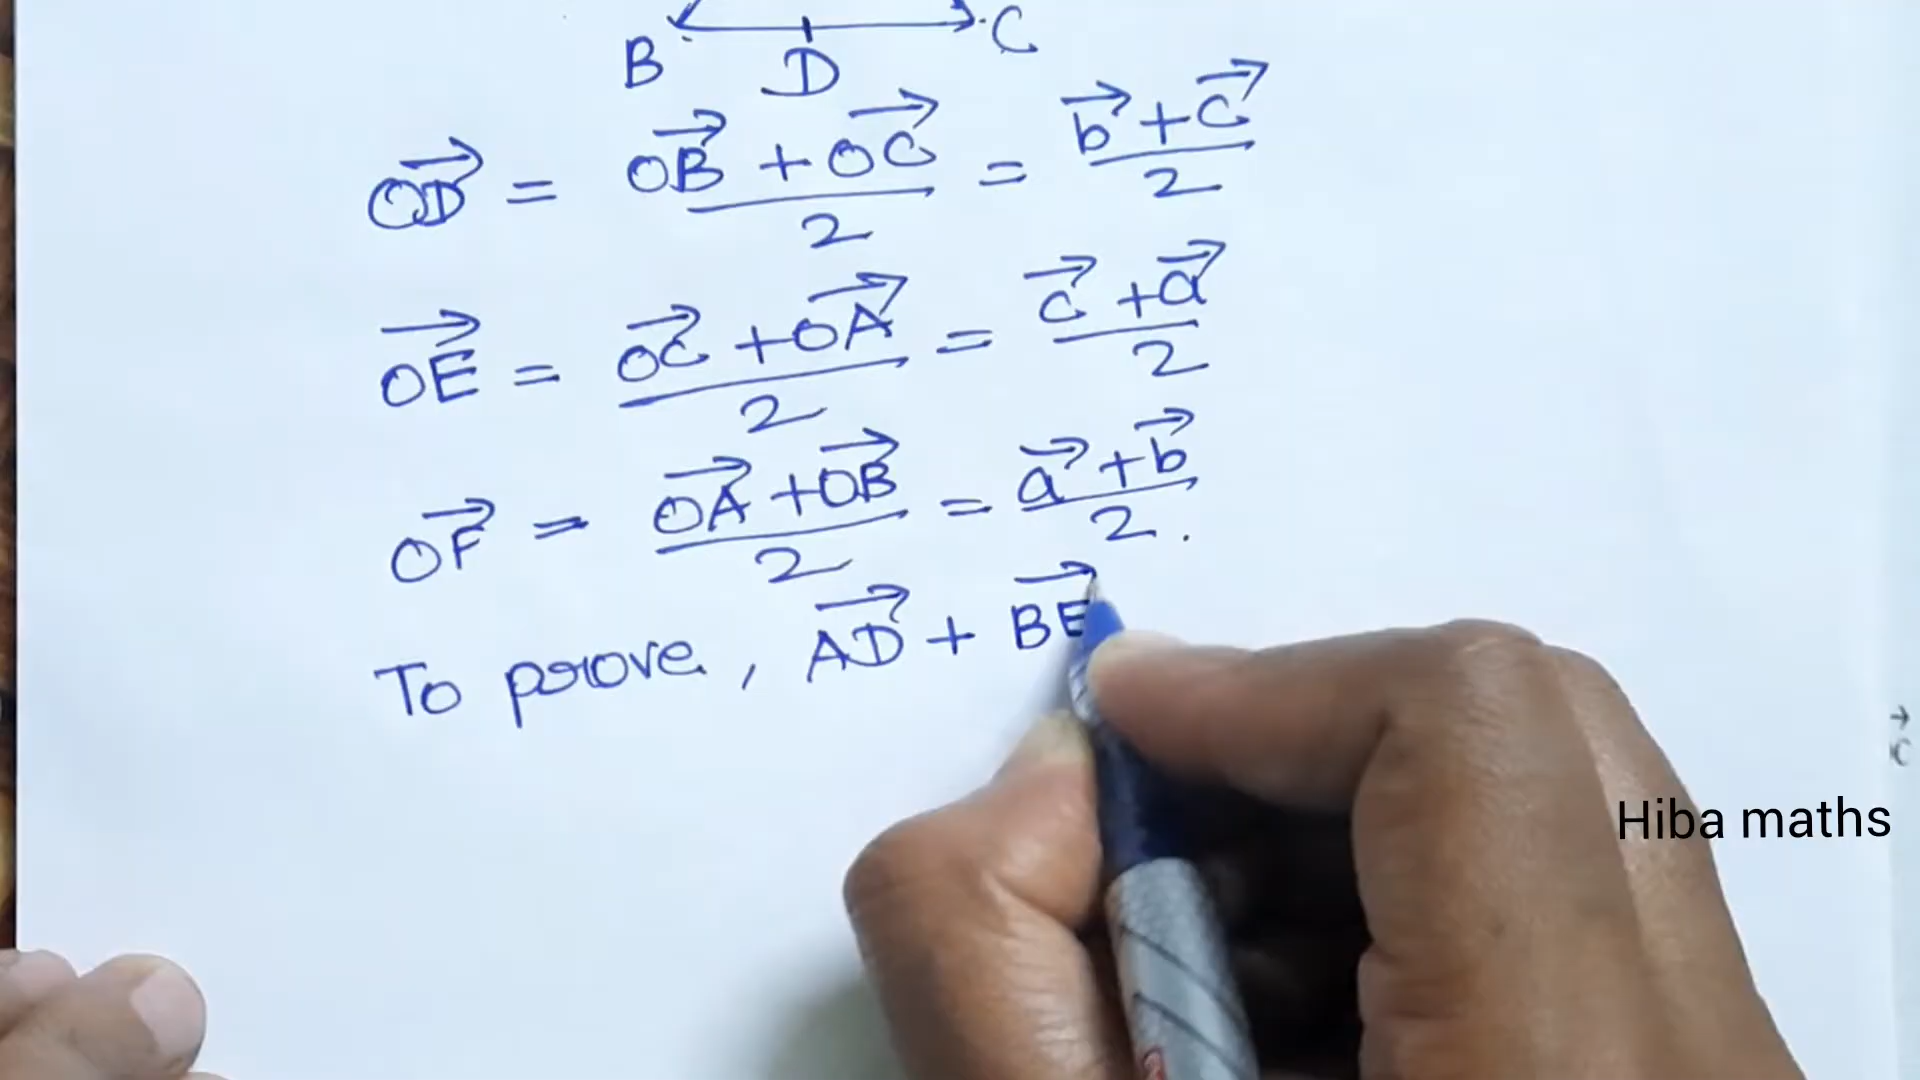 B D C
→OD = →OB + →OC / 2 = →b + →c / 2
→OE = →OC + →OA / 2 = →c + →a / 2
→OF = →OA + →OB / 2 = →a + →b / 2 .
To prove, →AD + →BE
→c
Hiba maths